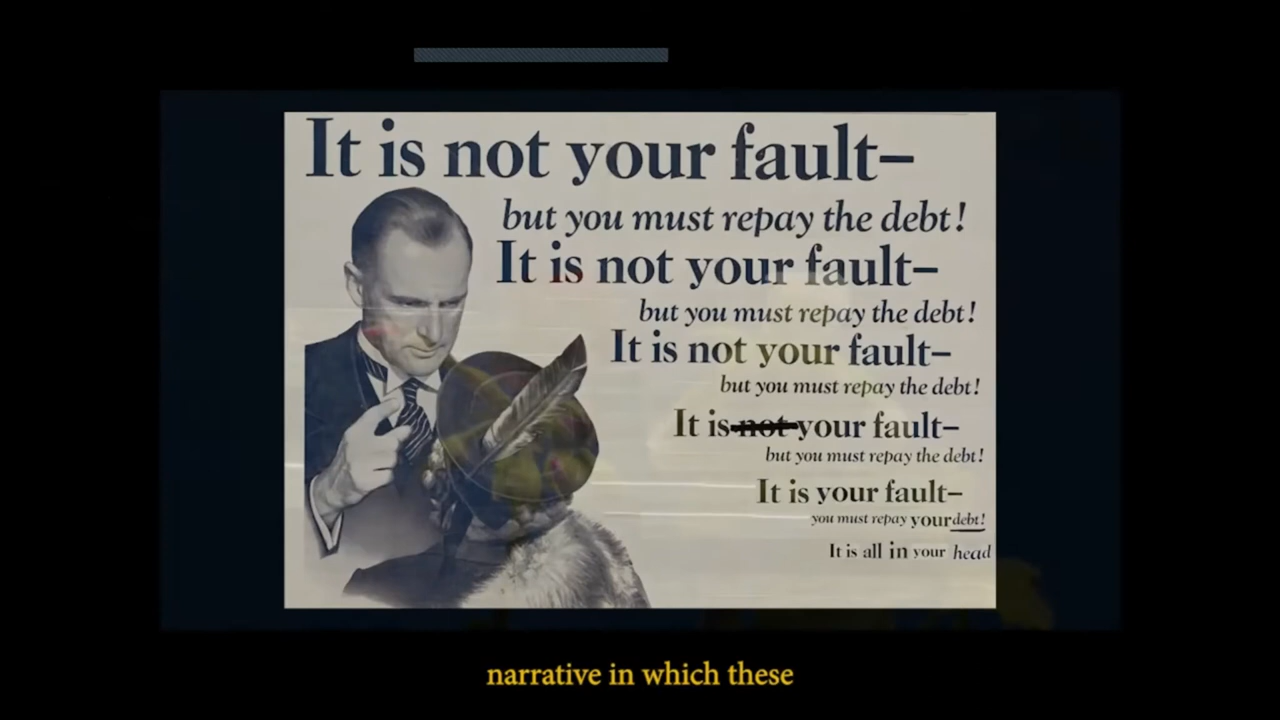 It is not your fault–
but you must repay the debt!
It is not your fault–
but you must repay the debt!
It is not your fault–
but you must repay the debt!
It is not your fault–
but you must repay the debt!
It is your fault–
you must repay your debt!
It is all in your head
narrative in which these